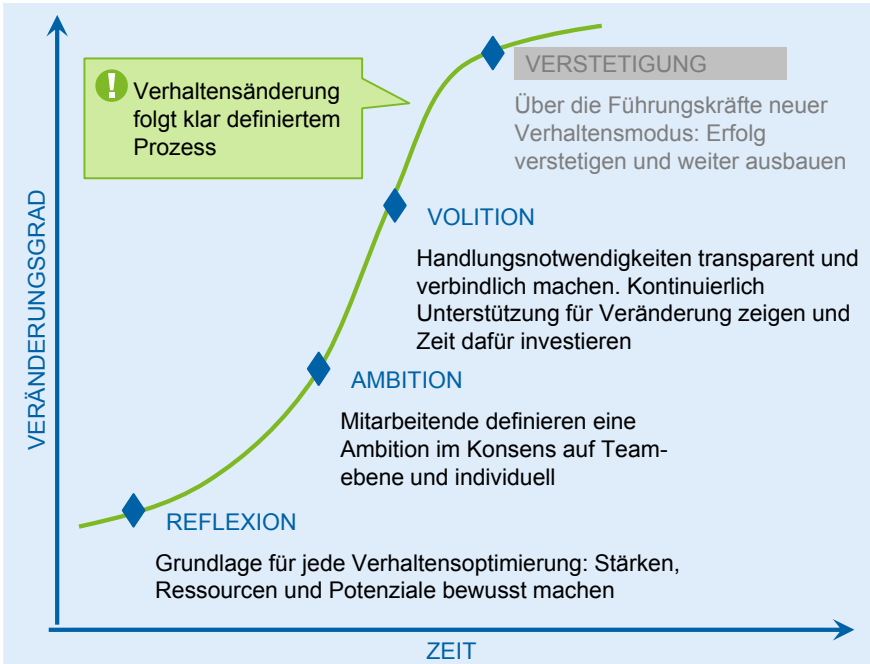 VERSTETIGUNG
Über die Führungskräfte neuer
Verhaltensmodus: Erfolg
verstetigen und weiter ausbauen
! Verhaltensänderung
folgt klar definiertem
Prozess
VOLITION
Handlungsnotwendigkeiten transparent und
verbindlich machen. Kontinuierlich
Unterstützung für Veränderung zeigen und
Zeit dafür investieren
AMBITION
Mitarbeitende definieren eine
Ambition im Konsens auf Team-
ebene und individuell
REFLEXION
Grundlage für jede Verhaltensoptimierung: Stärken,
Ressourcen und Potenziale bewusst machen
VERÄNDERUNGSGRAD
ZEIT